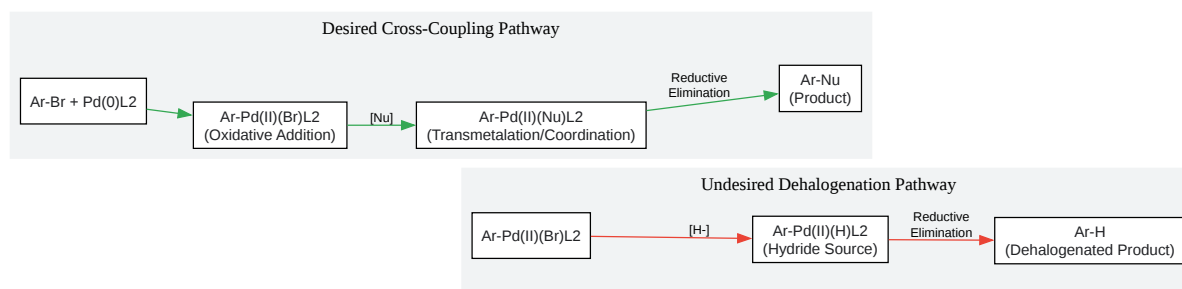 Desired Cross-Coupling Pathway
Ar-Br + Pd(0)L2
Ar-Pd(II)(Br)L2
(Oxidative Addition)
[Nu]
Ar-Pd(II)(Nu)L2
(Transmetalation/Coordination)
Reductive
Elimination
Ar-Nu
(Product)
Undesired Dehalogenation Pathway
Ar-Pd(II)(Br)L2
[H-]
Ar-Pd(II)(H)L2
(Hydride Source)
Reductive
Elimination
Ar-H
(Dehalogenated Product)